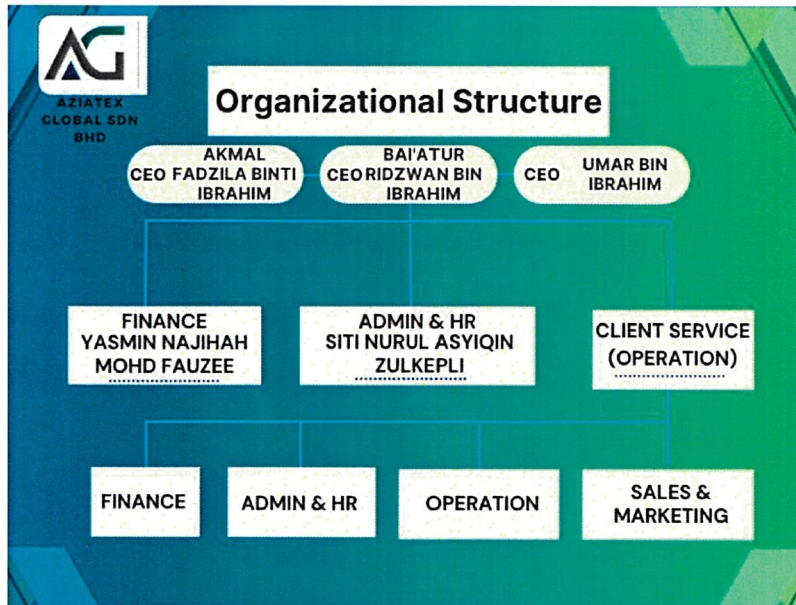 AG
AZIATEX
GLOBAL SDN
BHD
Organizational Structure
CEO
AKMAL
FADZILA BINTI
IBRAHIM
CEO
BAI'ATUR
RIDZWAN BIN
IBRAHIM
CEO
UMAR BIN
IBRAHIM
FINANCE
YASMIN NAJIHAH
MOHD FAUZEE
ADMIN & HR
SITI NURUL ASYIQIN
ZULKEPLI
CLIENT SERVICE
(OPERATION)
FINANCE
ADMIN & HR
OPERATION
SALES &
MARKETING